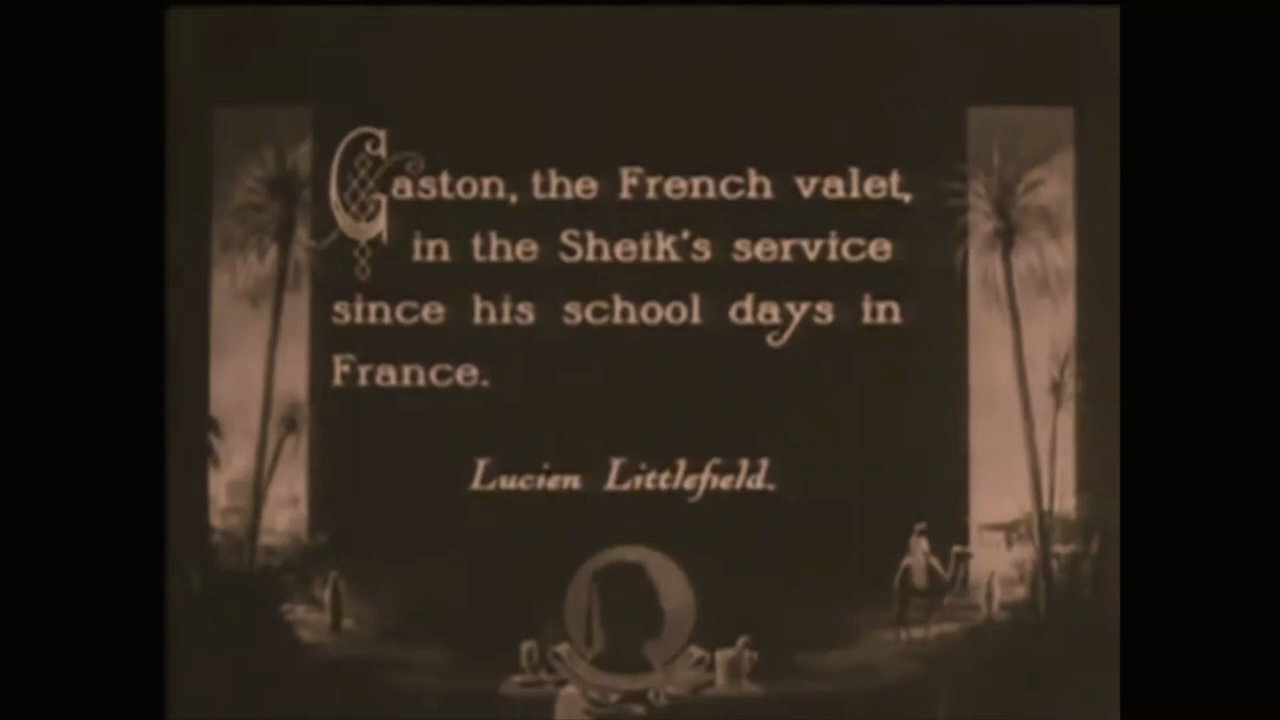 Gaston, the French valet,
in the Sheik's service
since his school days in
France.
Lucien Littlefield.